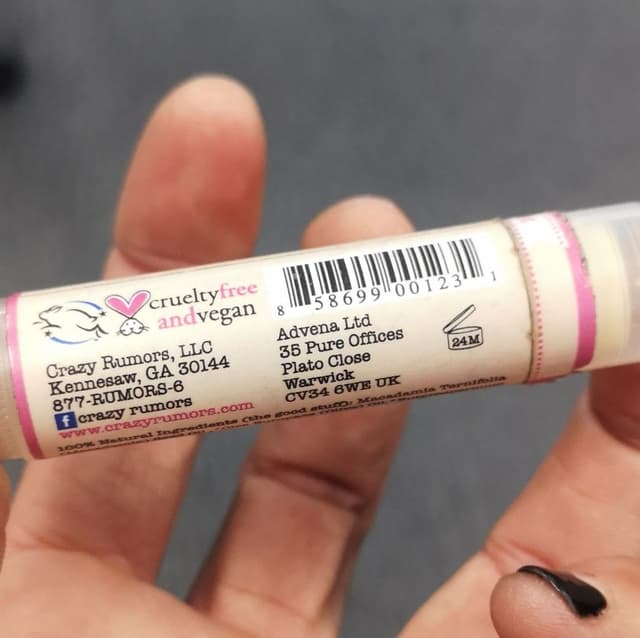 crueltyfree
andvegan
Crazy Rumors, LLC
Kennesaw, GA 30144
877-RUMORS-6
f crazy rumors
www.crazyrumors.com
8 58699 00123 1
Advena Ltd
35 Pure Offices
Plato Close
Warwick
CV34 6WE UK
24M
100% Natural Ingredients (the good stuff): Macadamia Ternifolia